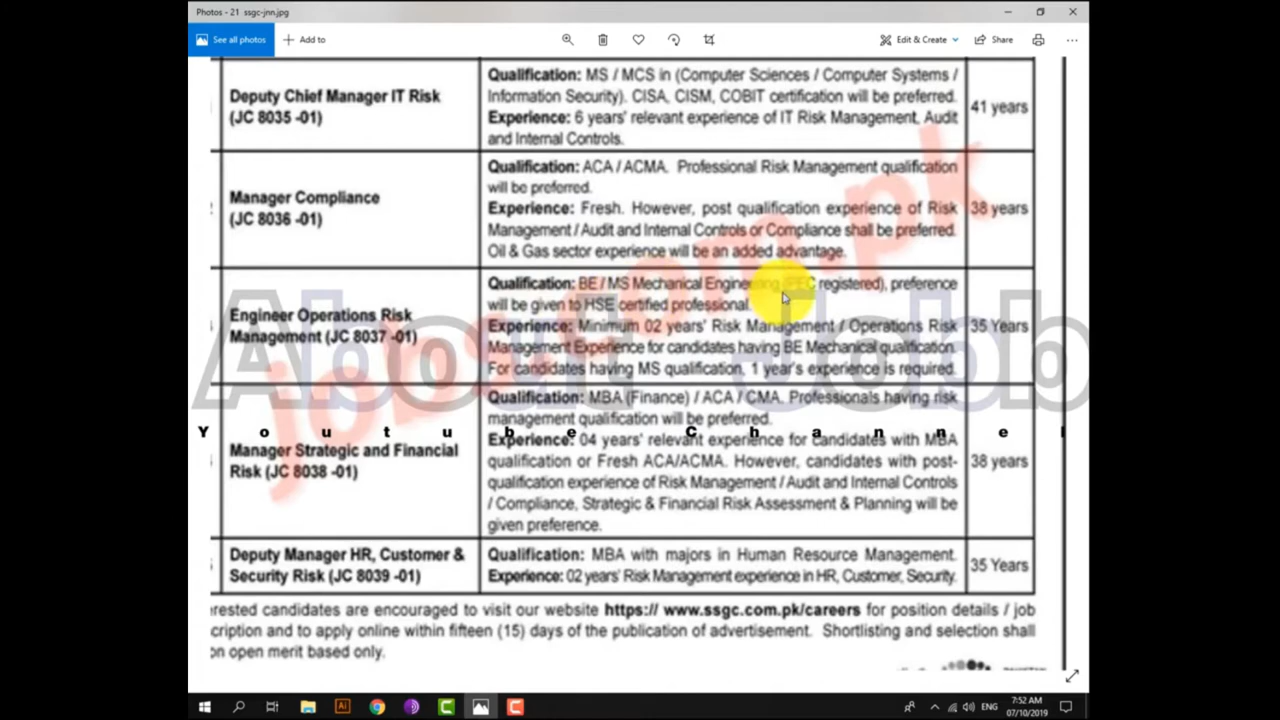 Photos - 21 ssgc-jnn.jpg
See all photos
Add to
Edit & Create
Share
Deputy Chief Manager IT Risk
(JC 8035 -01)
Qualification: MS / MCS in (Computer Sciences / Computer Systems /
Information Security). CISA, CISM, COBIT certification will be preferred.
Experience: 6 years' relevant experience of IT Risk Management, Audit
and Internal Controls.
41 years
Manager Compliance
(JC 8036 -01)
Qualification: ACA / ACMA. Professional Risk Management qualification
will be preferred.
Experience: Fresh. However, post qualification experience of Risk
Management / Audit and Internal Controls or Compliance shall be preferred.
Oil & Gas sector experience will be an added advantage.
38 years
Engineer Operations Risk
Management (JC 8037 -01)
Qualification: BE / MS Mechanical Engineering (PEC registered), preference
will be given to HSE certified professional.
Experience: Minimum 02 years' Risk Management / Operations Risk
Management Experience for candidates having BE Mechanical qualification.
For candidates having MS qualification, 1 year's experience is required.
35 Years
Manager Strategic and Financial
Risk (JC 8038 -01)
Qualification: MBA (Finance) / ACA / CMA. Professionals having risk
management qualification will be preferred.
Experience: 04 years' relevant experience for candidates with MBA
qualification or Fresh ACA/ACMA. However, candidates with post-
qualification experience of Risk Management / Audit and Internal Controls
/ Compliance, Strategic & Financial Risk Assessment & Planning will be
given preference.
38 years
Deputy Manager HR, Customer &
Security Risk (JC 8039 -01)
Qualification: MBA with majors in Human Resource Management.
Experience: 02 years' Risk Management experience in HR, Customer, Security.
35 Years
erested candidates are encouraged to visit our website https:// www.ssgc.com.pk/careers for position details / job
cription and to apply online within fifteen (15) days of the publication of advertisement. Shortlisting and selection shall
on open merit based only.
About Jobb
Youtube Channel
ENG
7:52 AM
07/10/2019